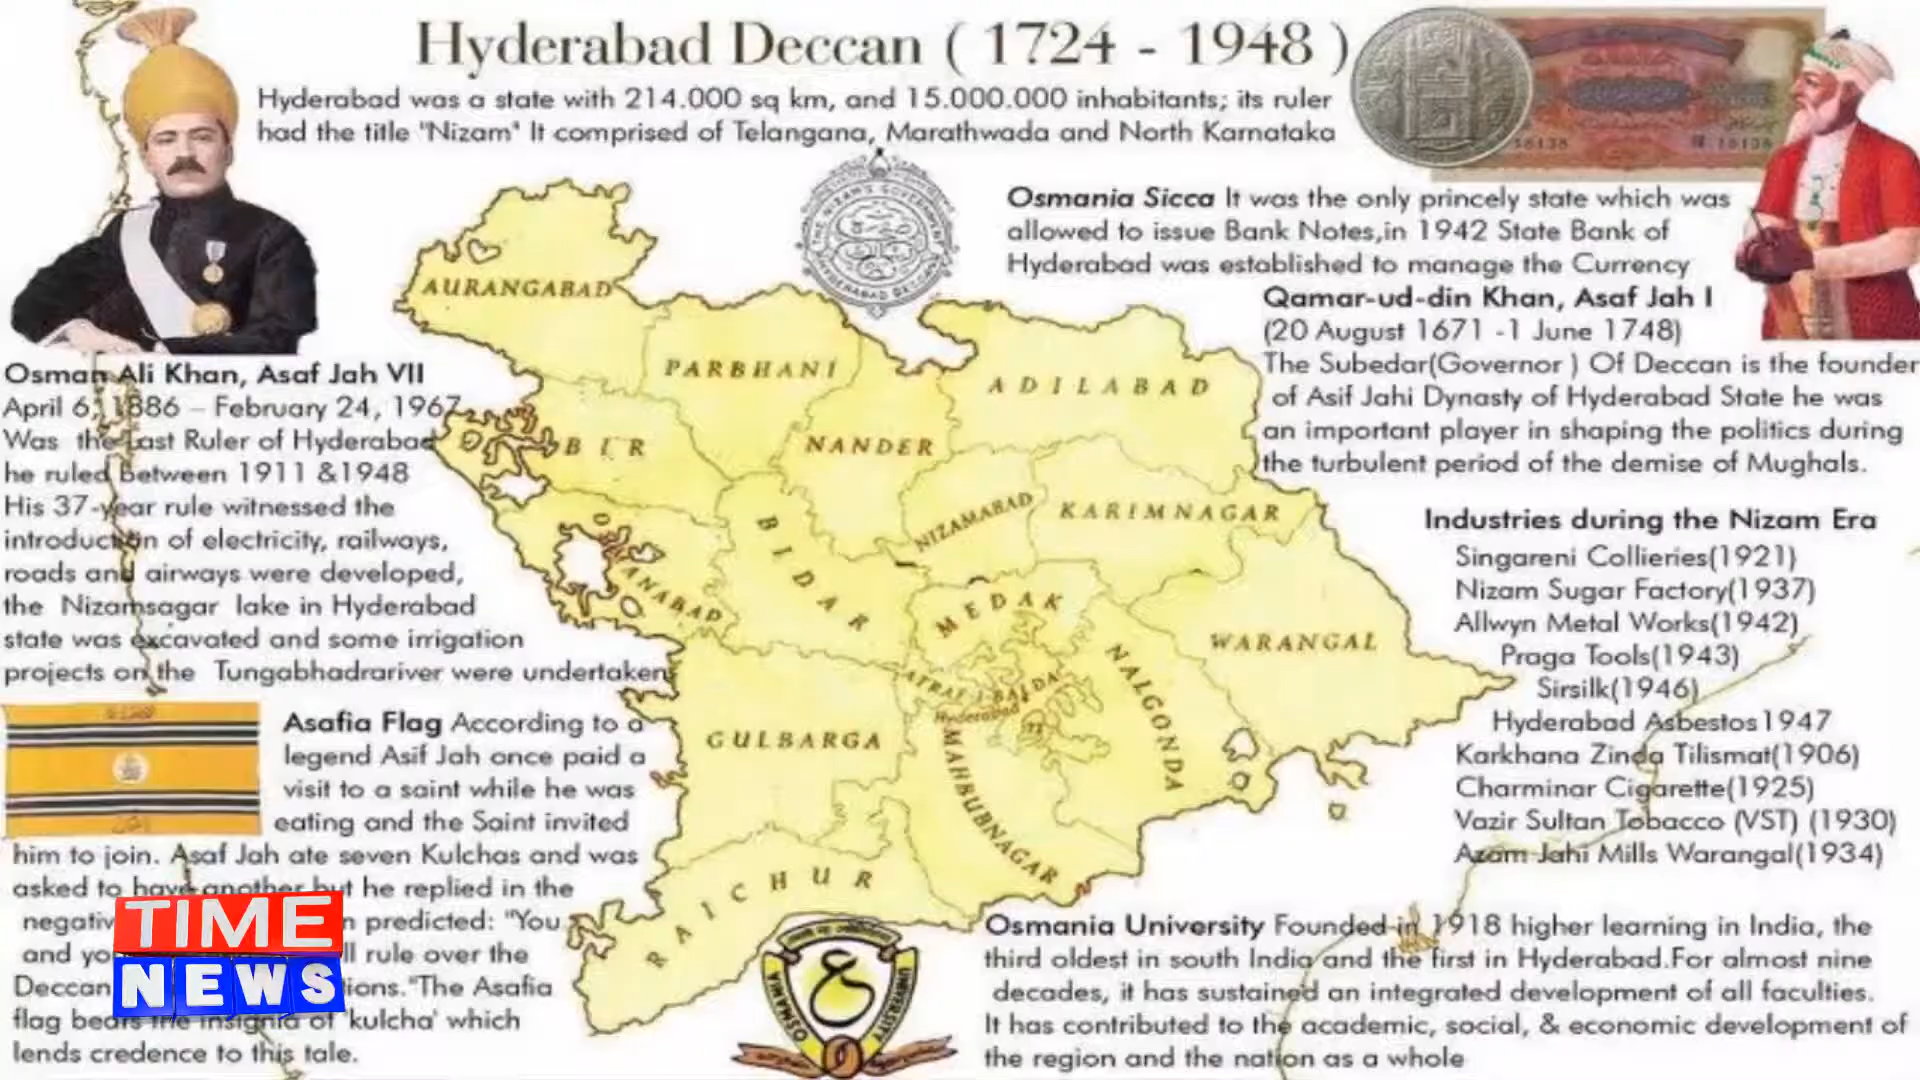 Hyderabad Deccan ( 1724 - 1948 )
Hyderabad was a state with 214.000 sq km, and 15.000.000 inhabitants; its ruler
had the title "Nizam" It comprised of Telangana, Marathwada and North Karnataka
Osmania Sicca It was the only princely state which was
allowed to issue Bank Notes,in 1942 State Bank of
Hyderabad was established to manage the Currency
Qamar-ud-din Khan, Asaf Jah I
(20 August 1671 -1 June 1748)
The Subedar(Governor ) Of Deccan is the founder
of Asif Jahi Dynasty of Hyderabad State he was
an important player in shaping the politics during
the turbulent period of the demise of Mughals.
Osman Ali Khan, Asaf Jah VII
April 6, 1886 – February 24, 1967
Was the Last Ruler of Hyderabad
he ruled between 1911 &1948
His 37-year rule witnessed the
introduction of electricity, railways,
roads and airways were developed,
the Nizamsagar lake in Hyderabad
state was excavated and some irrigation
projects on the Tungabhadrariver were undertaken
AURANGABAD
PARBHANI
ADILABAD
BIR
NANDER
NIZAMABAD
KARIMNAGAR
BIDAR
MEDAK
WARANGAL
NALGONDA
ATRAF-I-BALDA
Hyderabad
GULBARGA
MAHBUBNAGAR
RAICHUR
Industries during the Nizam Era
Singareni Collieries(1921)
Nizam Sugar Factory(1937)
Allwyn Metal Works(1942)
Praga Tools(1943)
Sirsilk(1946)
Hyderabad Asbestos1947
Karkhana Zinda Tilismat(1906)
Charminar Cigarette(1925)
Vazir Sultan Tobacco (VST) (1930)
Azam Jahi Mills Warangal(1934)
Asafia Flag According to a
legend Asif Jah once paid a
visit to a saint while he was
eating and the Saint invited
him to join. Asaf Jah ate seven Kulchas and was
asked to have another but he replied in the
predicted: "You
rule over the
Deccan "The Asafia
flag bears the insignia of 'kulcha' which
lends credence to this tale.
TIME
NEWS
OSMANIA UNIVERSITY
Osmania University Founded in 1918 higher learning in India, the
third oldest in south India and the first in Hyderabad.For almost nine
decades, it has sustained an integrated development of all faculties.
It has contributed to the academic, social, & economic development of
the region and the nation as a whole